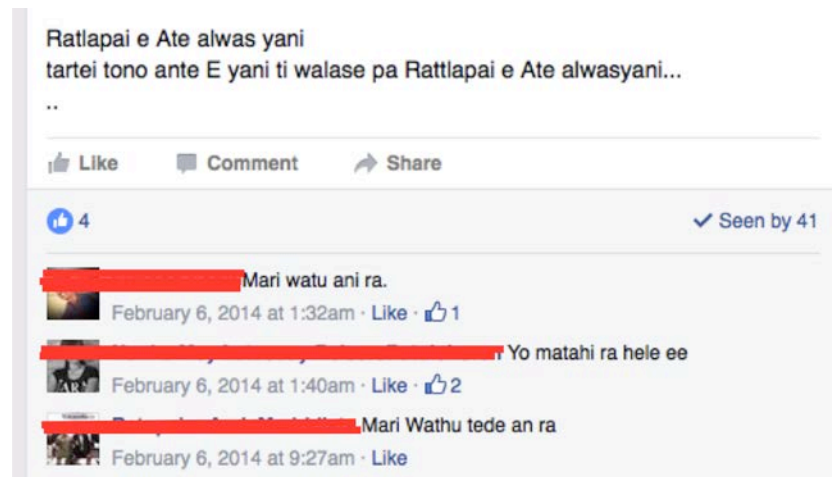 Ratlapai e Ate alwas yani
tartei tono ante E yani ti walase pa Rattlapai e Ate alwasyani...
..
Like Comment Share
4 Seen by 41
Mari watu ani ra.
February 6, 2014 at 1:32am · Like · 1
Yo matahi ra hele ee
February 6, 2014 at 1:40am · Like · 2
Mari Wathu tede an ra
February 6, 2014 at 9:27am · Like